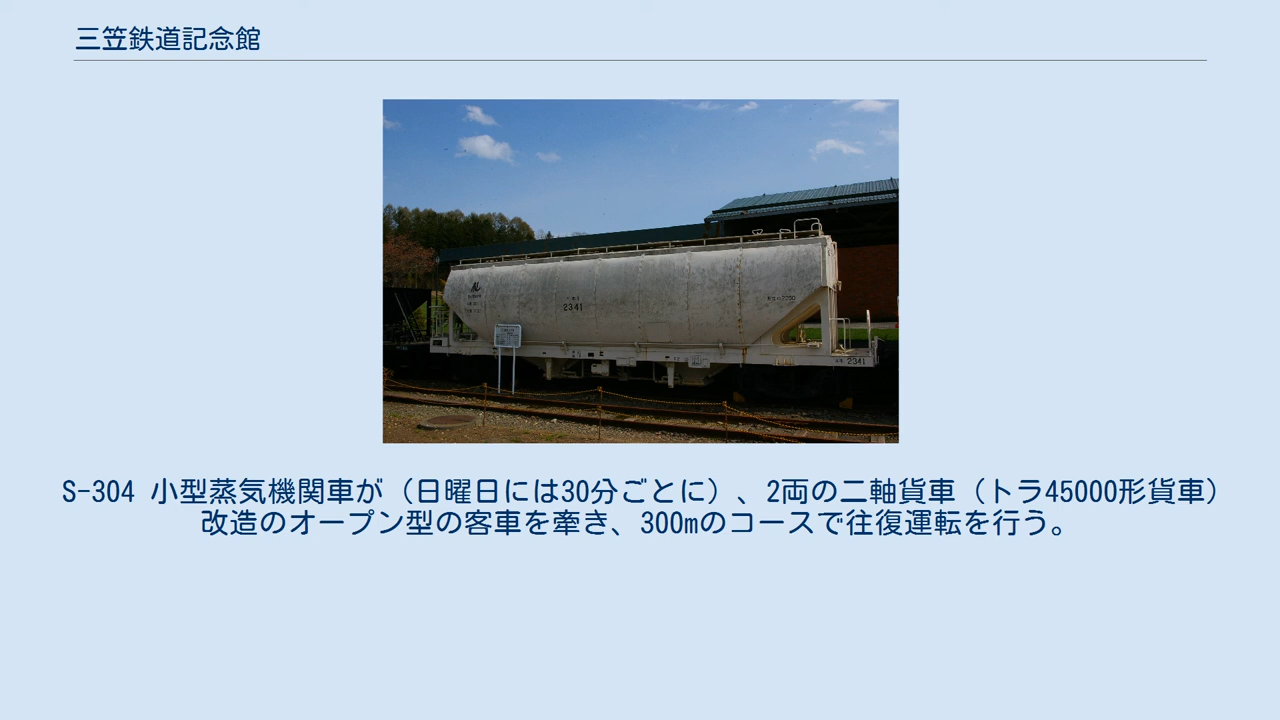 三笠鉄道記念館
2341
2341
S-304 小型蒸気機関車が（日曜日には30分ごとに）、2両の二軸貨車（トラ45000形貨車）
改造のオープン型の客車を牽き、300mのコースで往復運転を行う。